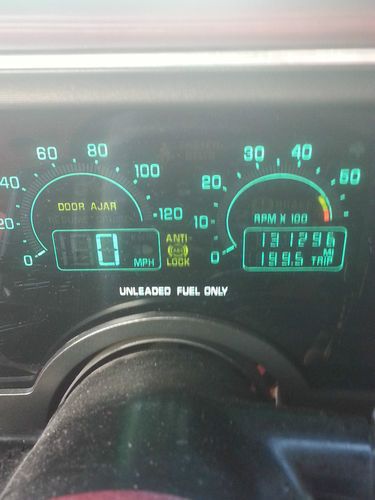 0 20 40 60 80 100 120
DOOR AJAR
0 MPH
ANTI
LOCK
0 10 20 30 40 50
RPM X 100
131296
MI
199.5 TRIP
UNLEADED FUEL ONLY